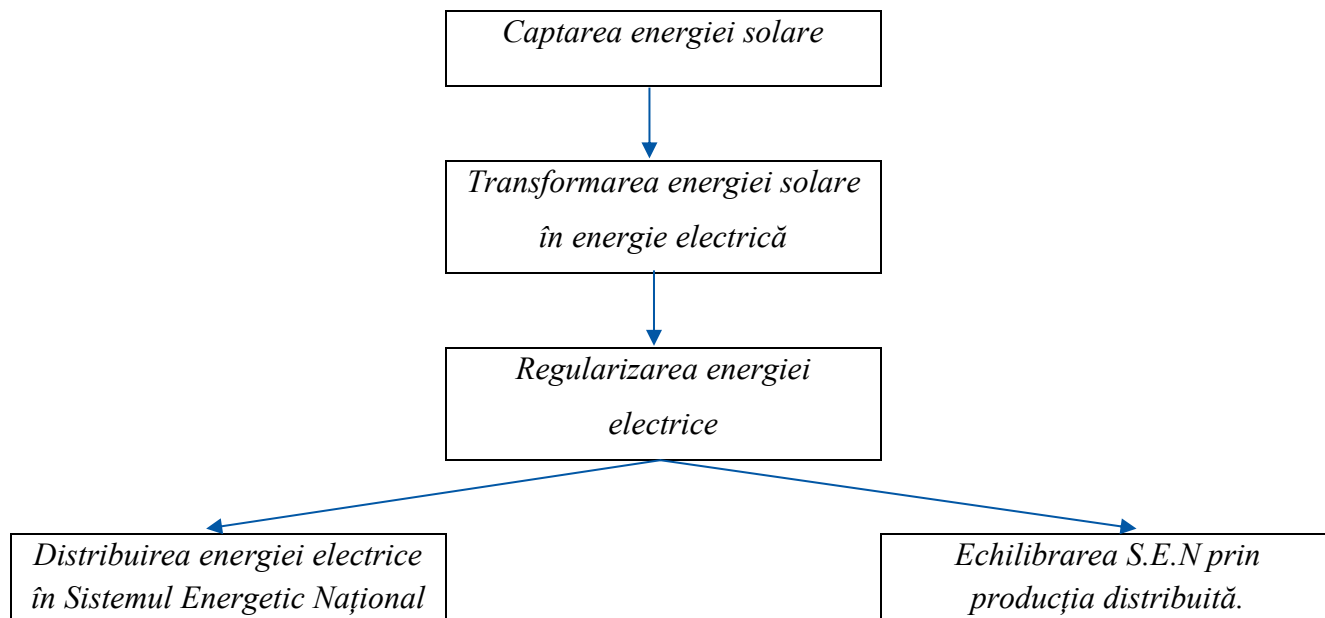 Captarea energiei solare
Transformarea energiei solare
în energie electrică
Regularizarea energiei
electrice
Distribuirea energiei electrice
în Sistemul Energetic Național
Echilibrarea S.E.N prin
producția distribuită.